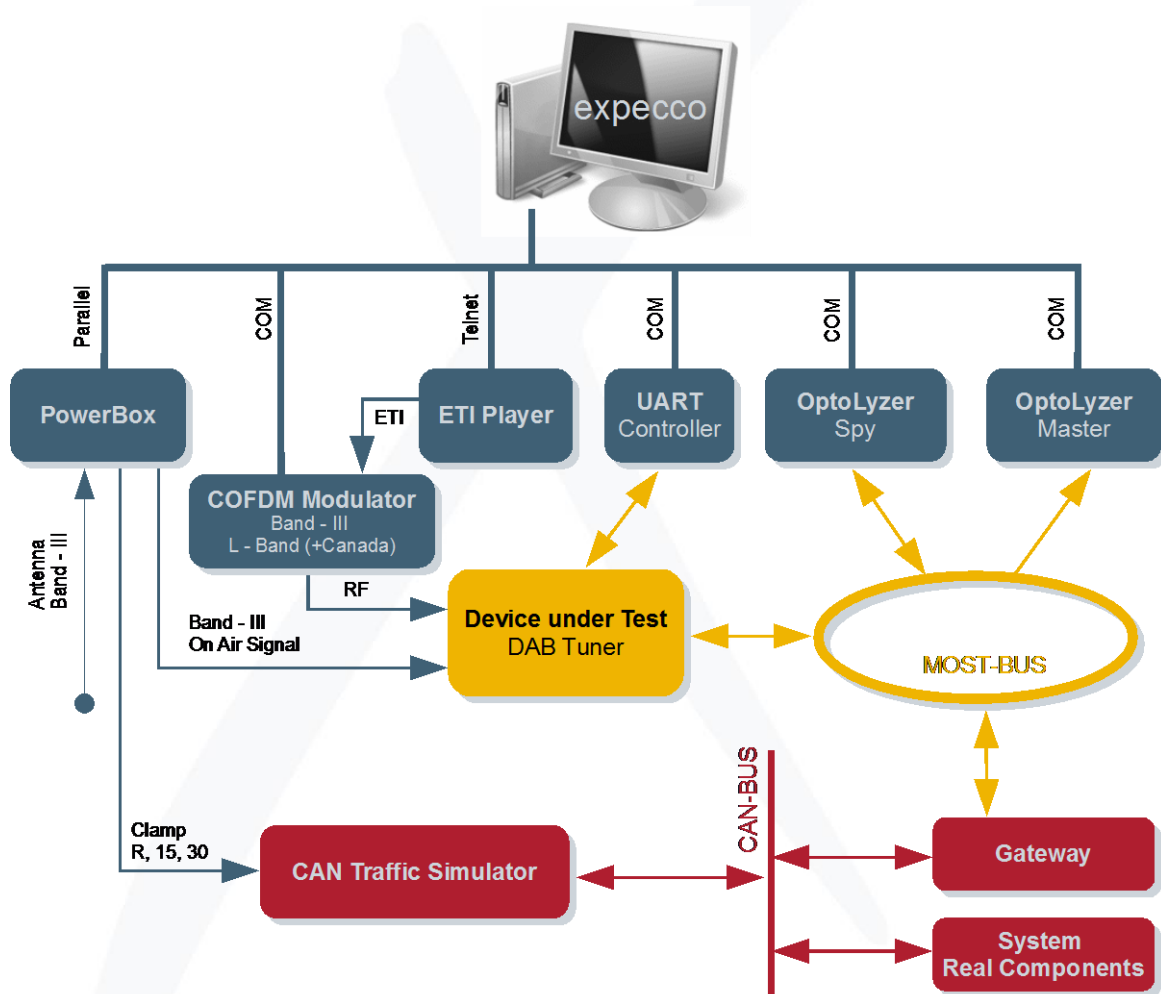 expecco
Parallel
COM
Telnet
COM
COM
COM
PowerBox
ETI
ETI Player
UART
Controller
OptoLyzer
Spy
OptoLyzer
Master
COFDM Modulator
Band - III
L - Band (+Canada)
Antenna
Band - III
RF
Band - III
On Air Signal
Device under Test
DAB Tuner
MOST-BUS
CAN-BUS
Clamp
R, 15, 30
CAN Traffic Simulator
Gateway
System
Real Components